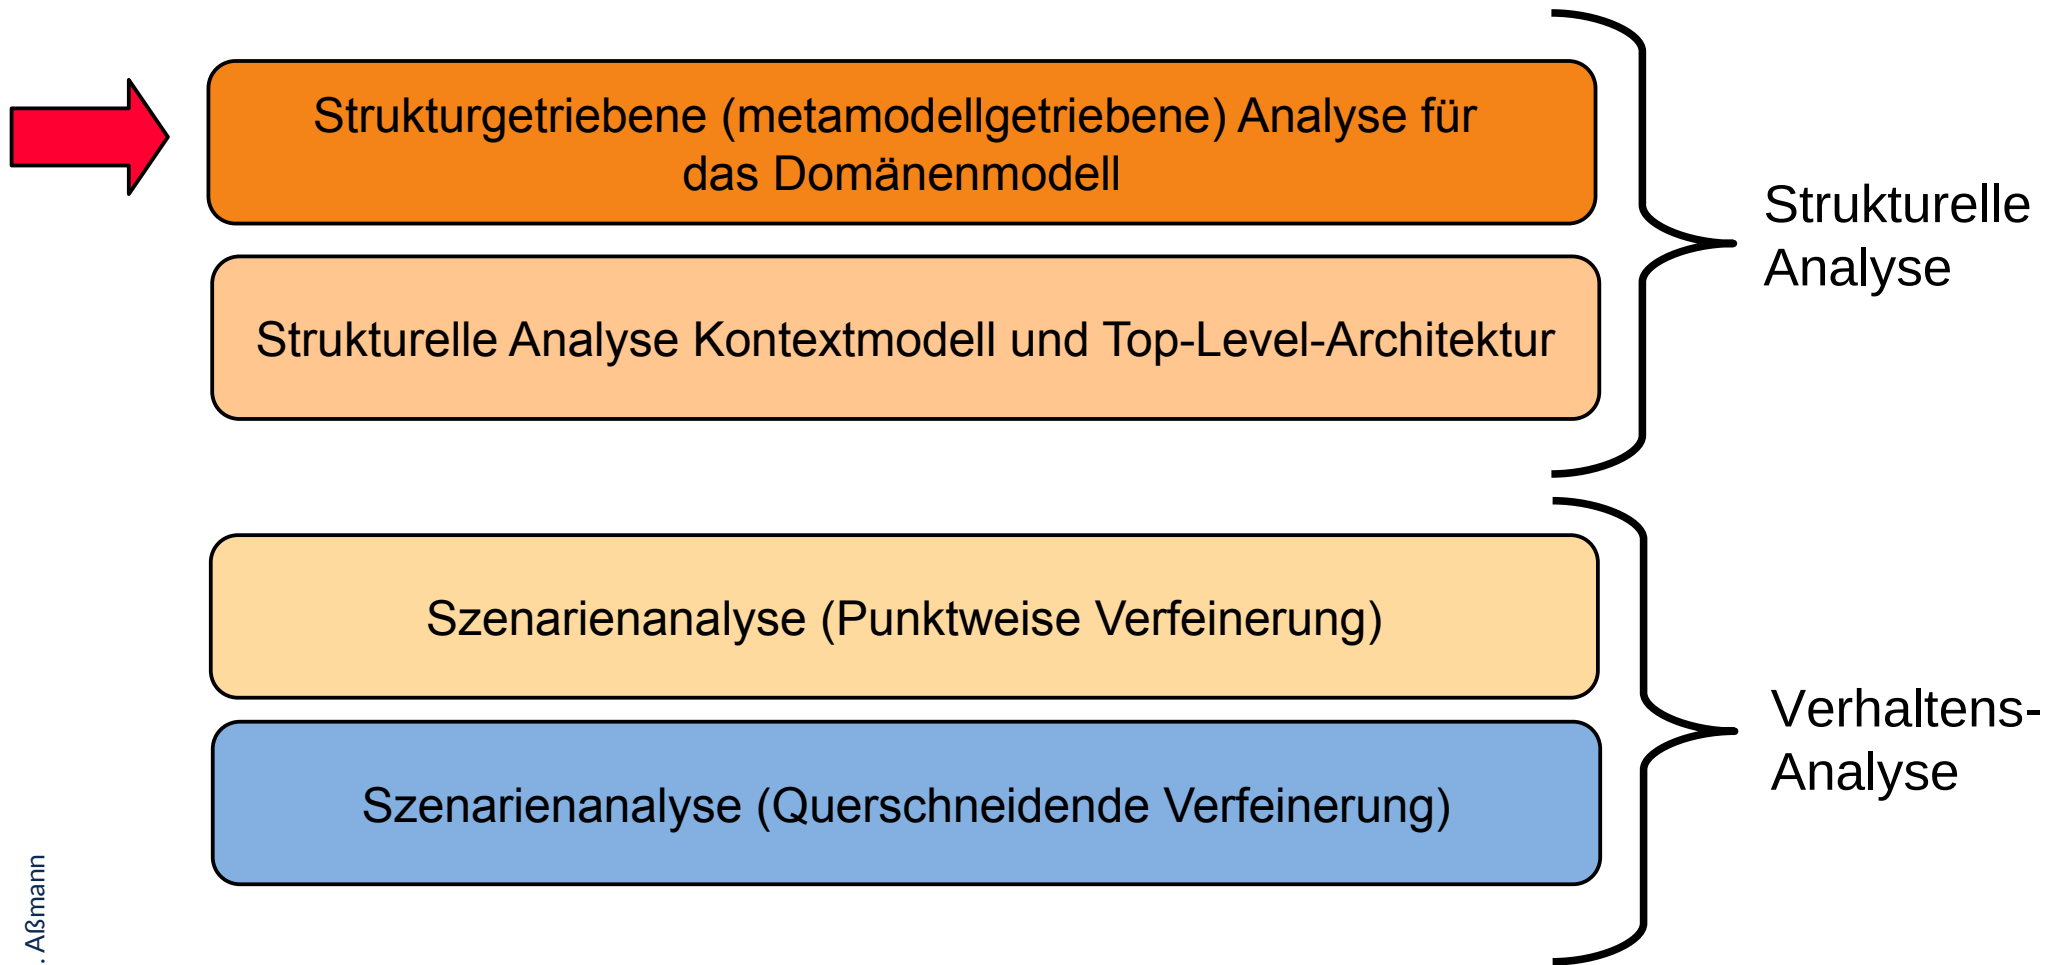 Strukturgetriebene (metamodellgetriebene) Analyse für
das Domänenmodell
Strukturelle Analyse Kontextmodell und Top-Level-Architektur
Strukturelle
Analyse
Szenarienanalyse (Punktweise Verfeinerung)
Szenarienanalyse (Querschneidende Verfeinerung)
Verhaltens-
Analyse
. Aßmann